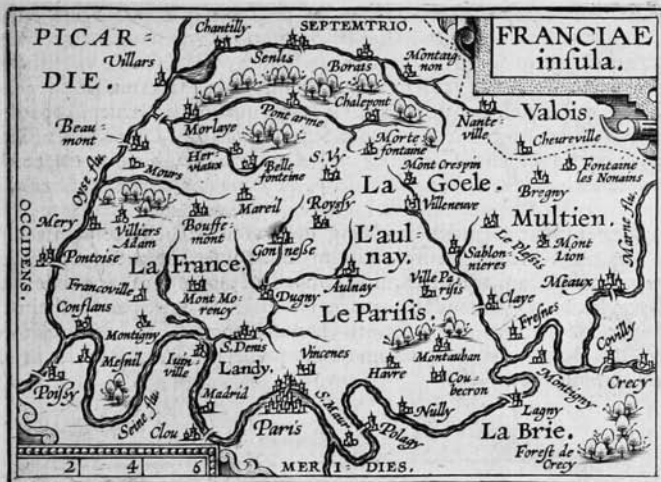 SEPTEMTRIO.
FRANCIAE
inſula.
PICAR=
DIE.
Chantilly
Villars
Senlis
Borais
Montaig
non
Chalepont
Pont arme
Morlaye
Nante=
ville
Valois.
Beau=
mont
Her=
viaux
Belle
fonteine
S. Vy.
Morte
fontaine
Cheureville
Mont Crespin
Fontaine
les Nonains
Mours
Oyse flu.
La
Goele.
Villeneuve
Bregny
Mareil
Roysſy
Multien.
Marne flu.
Mery
Villiers
Adam
Bouffe=
mont
Gonneſſe
L'aul=
nay.
Sablon=
nieres
Le Pleſſis
Mont
Lion
OCCIDENS.
Pontoise
La
France.
Francoville
Mont Mo=
rency
Dugny
Aulnay
Ville Pa=
riſis
Claye
Meaux
Conflans
Le Pariſis.
Fresnes
Montigny
S. Denis
Montauban
Covilly
Mesnil
Iuin=
ville
Landy.
Vincenes
Havre
Cou=
becron
Montigny
Crecy
Poiſſy
Seine flu.
Madrid
Clou
Paris
S. Maur
Polagy
Nully
Lagny
La Brie.
Forest de
Crecy
2 4 6
MERIDIES.